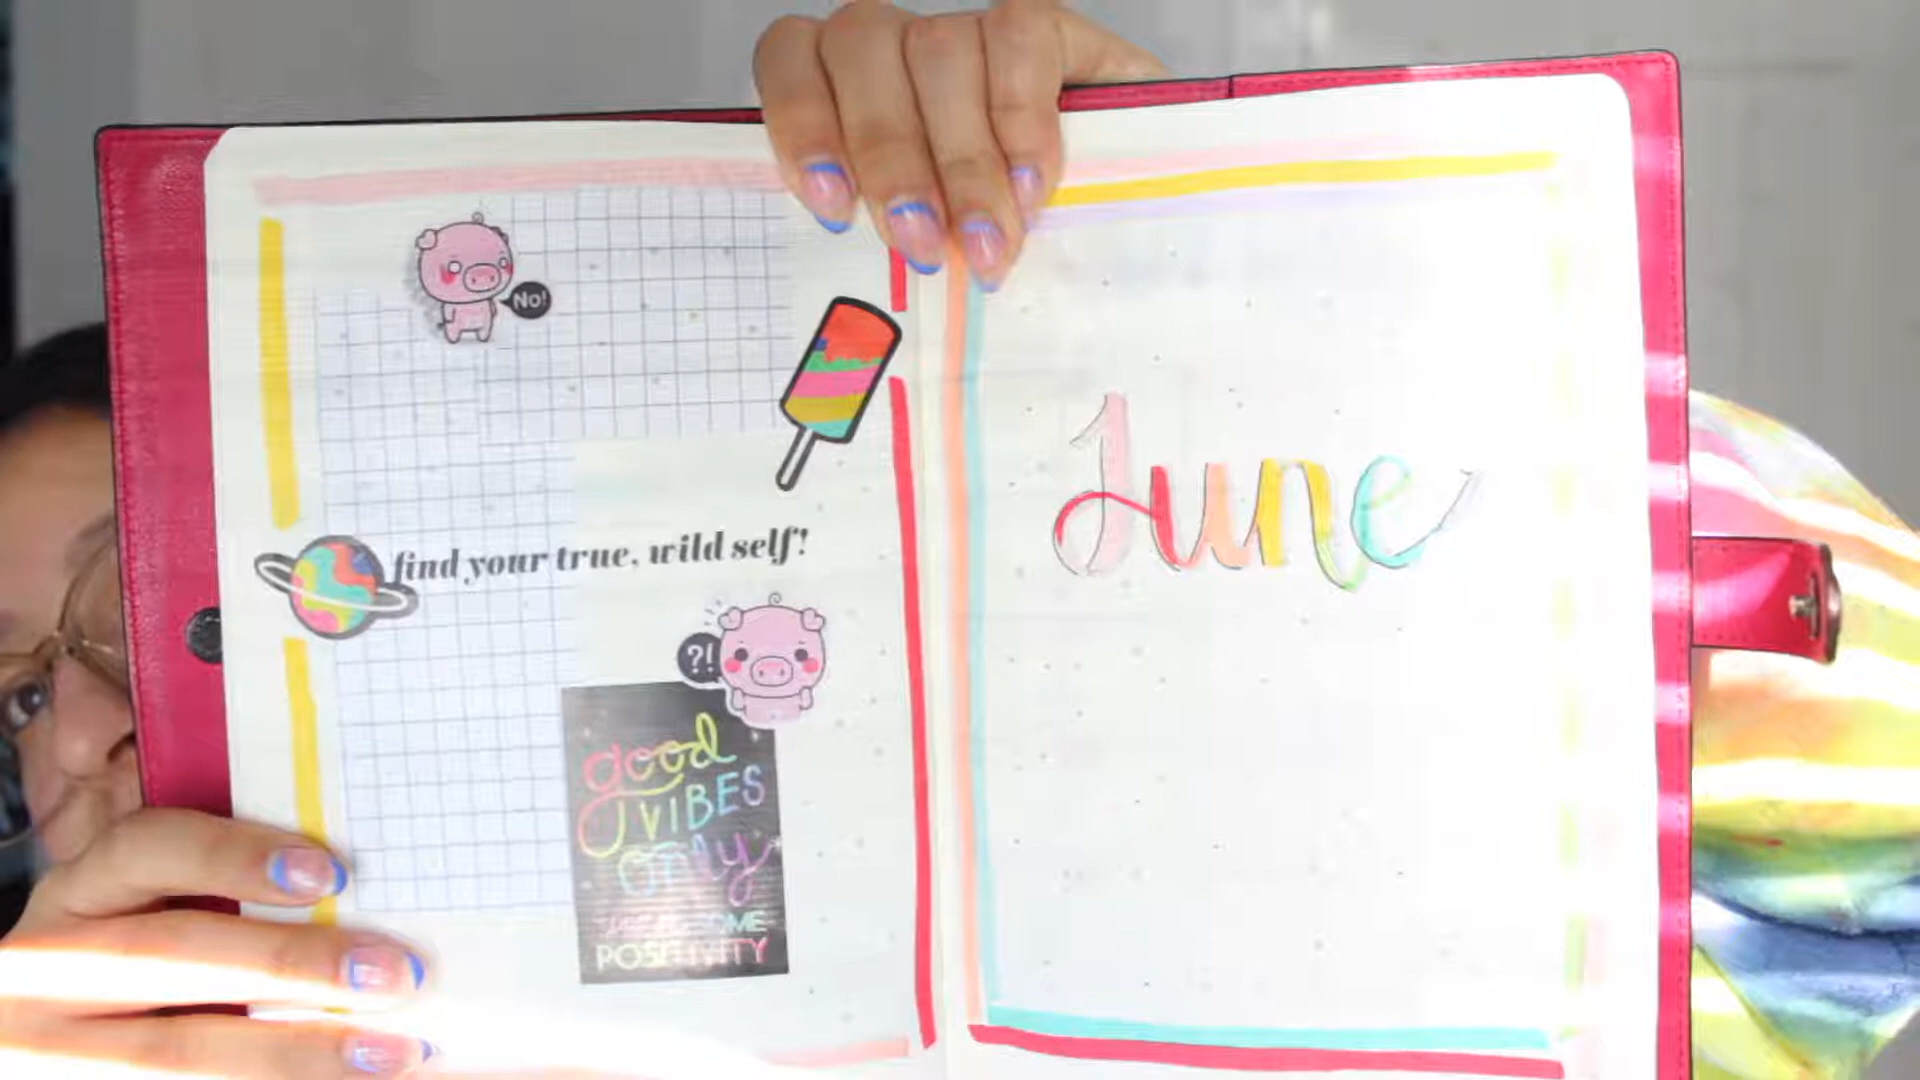 No!
find your true, wild self!
?!
good
VIBES
only
POSITIVITY
June